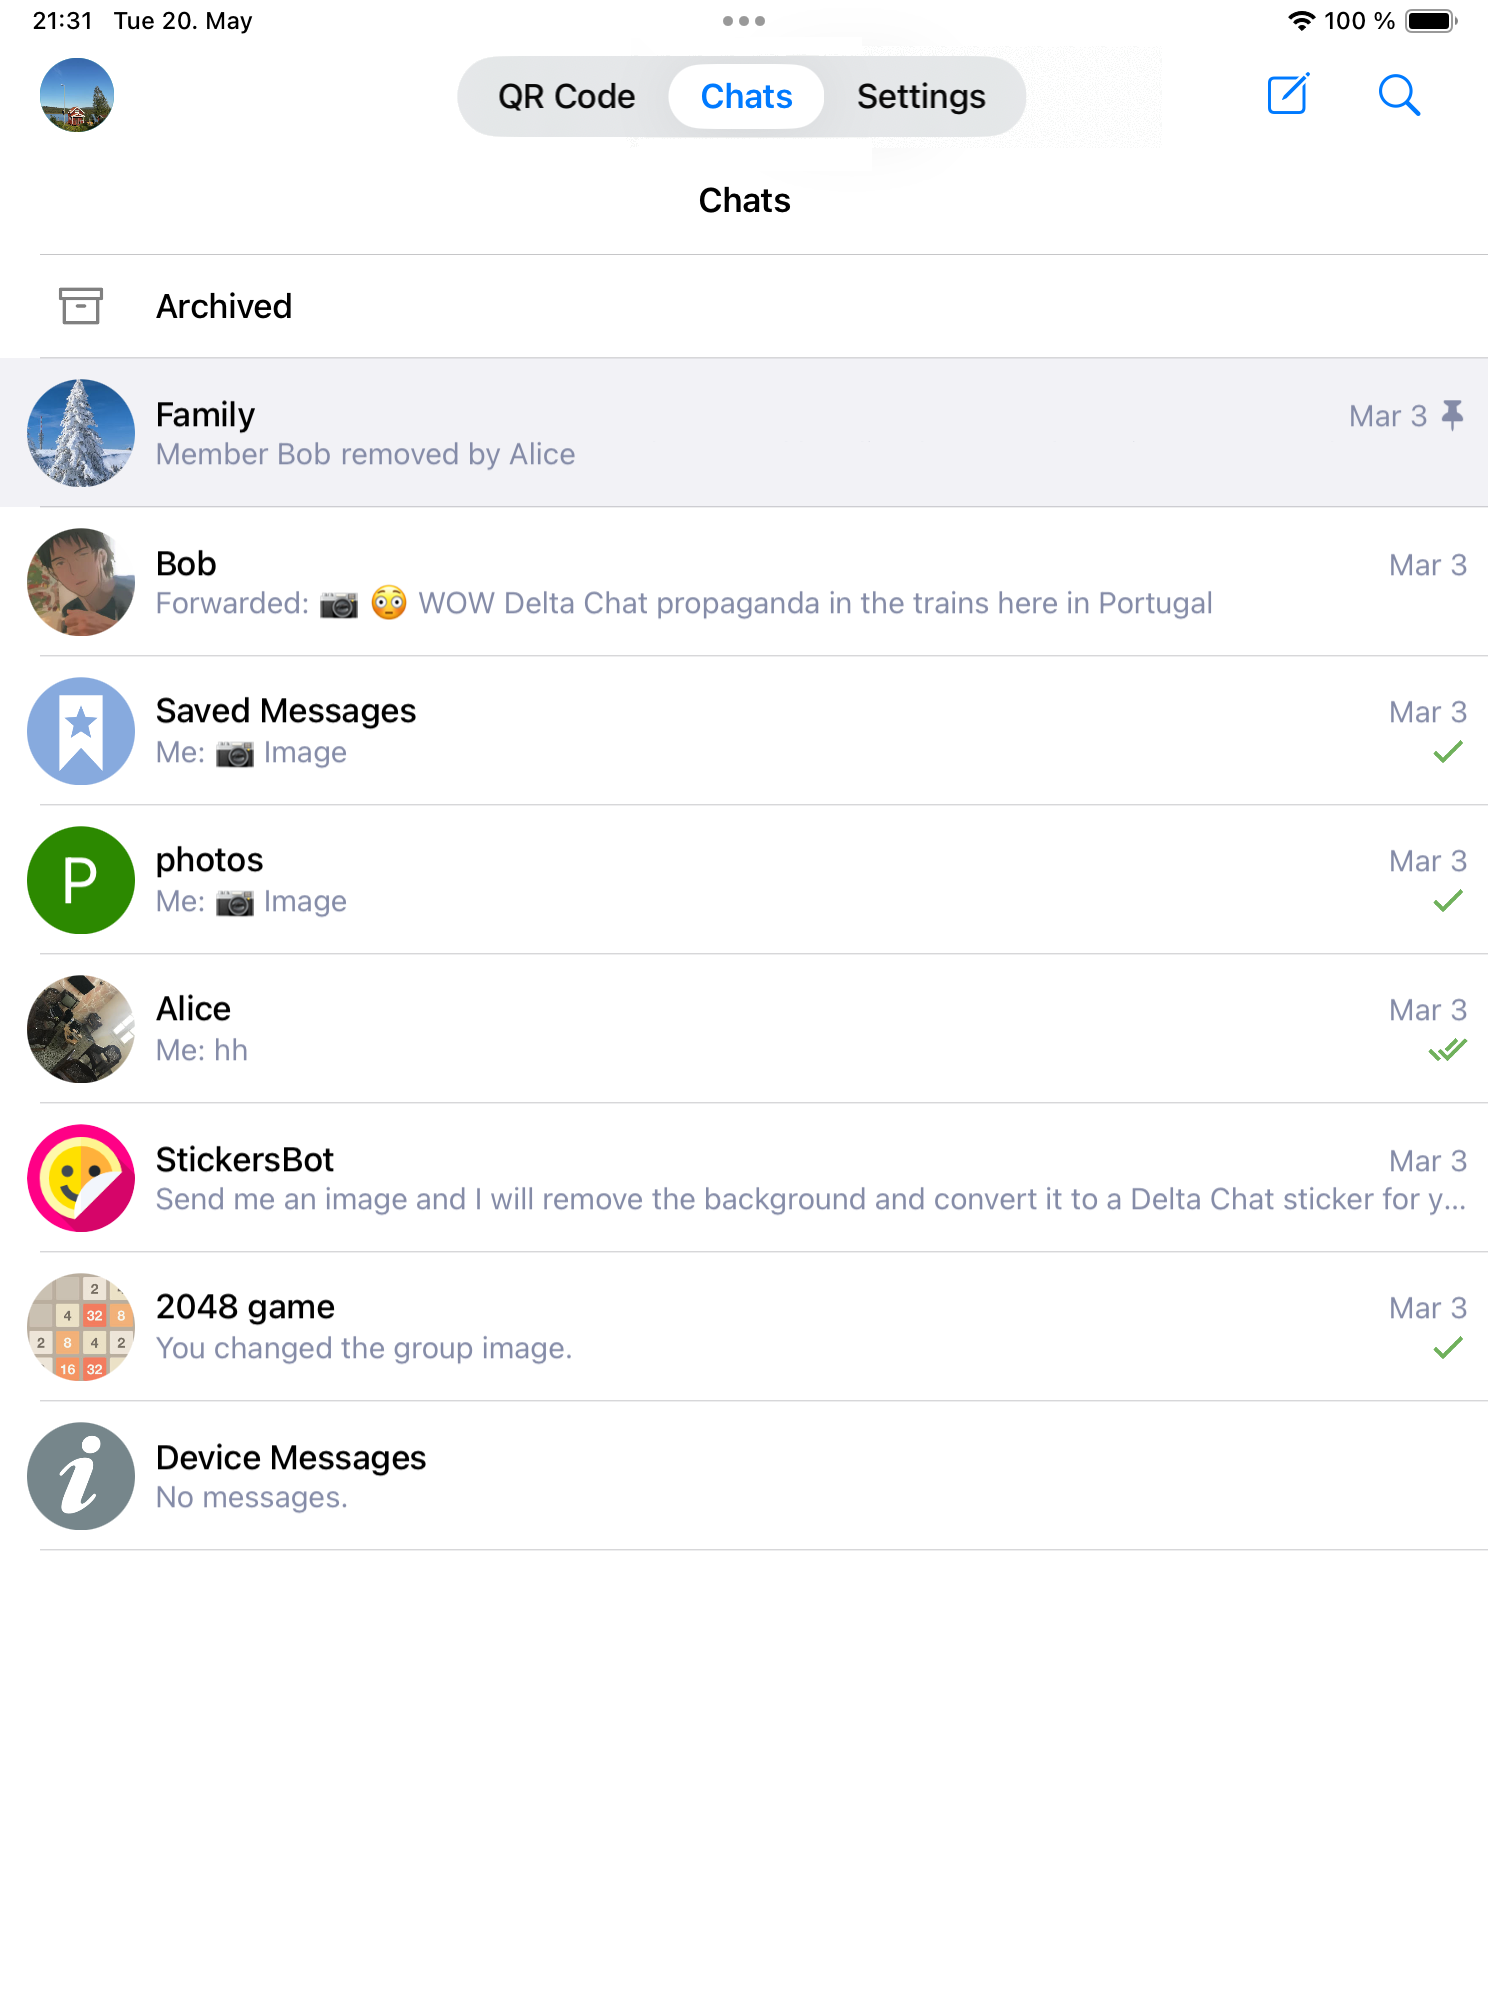 21:31 Tue 20. May
100 %
QR Code
Chats
Settings
Chats
Archived
Family
Mar 3
Member Bob removed by Alice
Bob
Mar 3
Forwarded: 📷 😳 WOW Delta Chat propaganda in the trains here in Portugal
Saved Messages
Mar 3
Me: 📷 Image
P
photos
Mar 3
Me: 📷 Image
Alice
Mar 3
Me: hh
StickersBot
Mar 3
Send me an image and I will remove the background and convert it to a Delta Chat sticker for y...
2
4 32 8
2 8 4 2
16 32
2048 game
Mar 3
You changed the group image.
i
Device Messages
No messages.